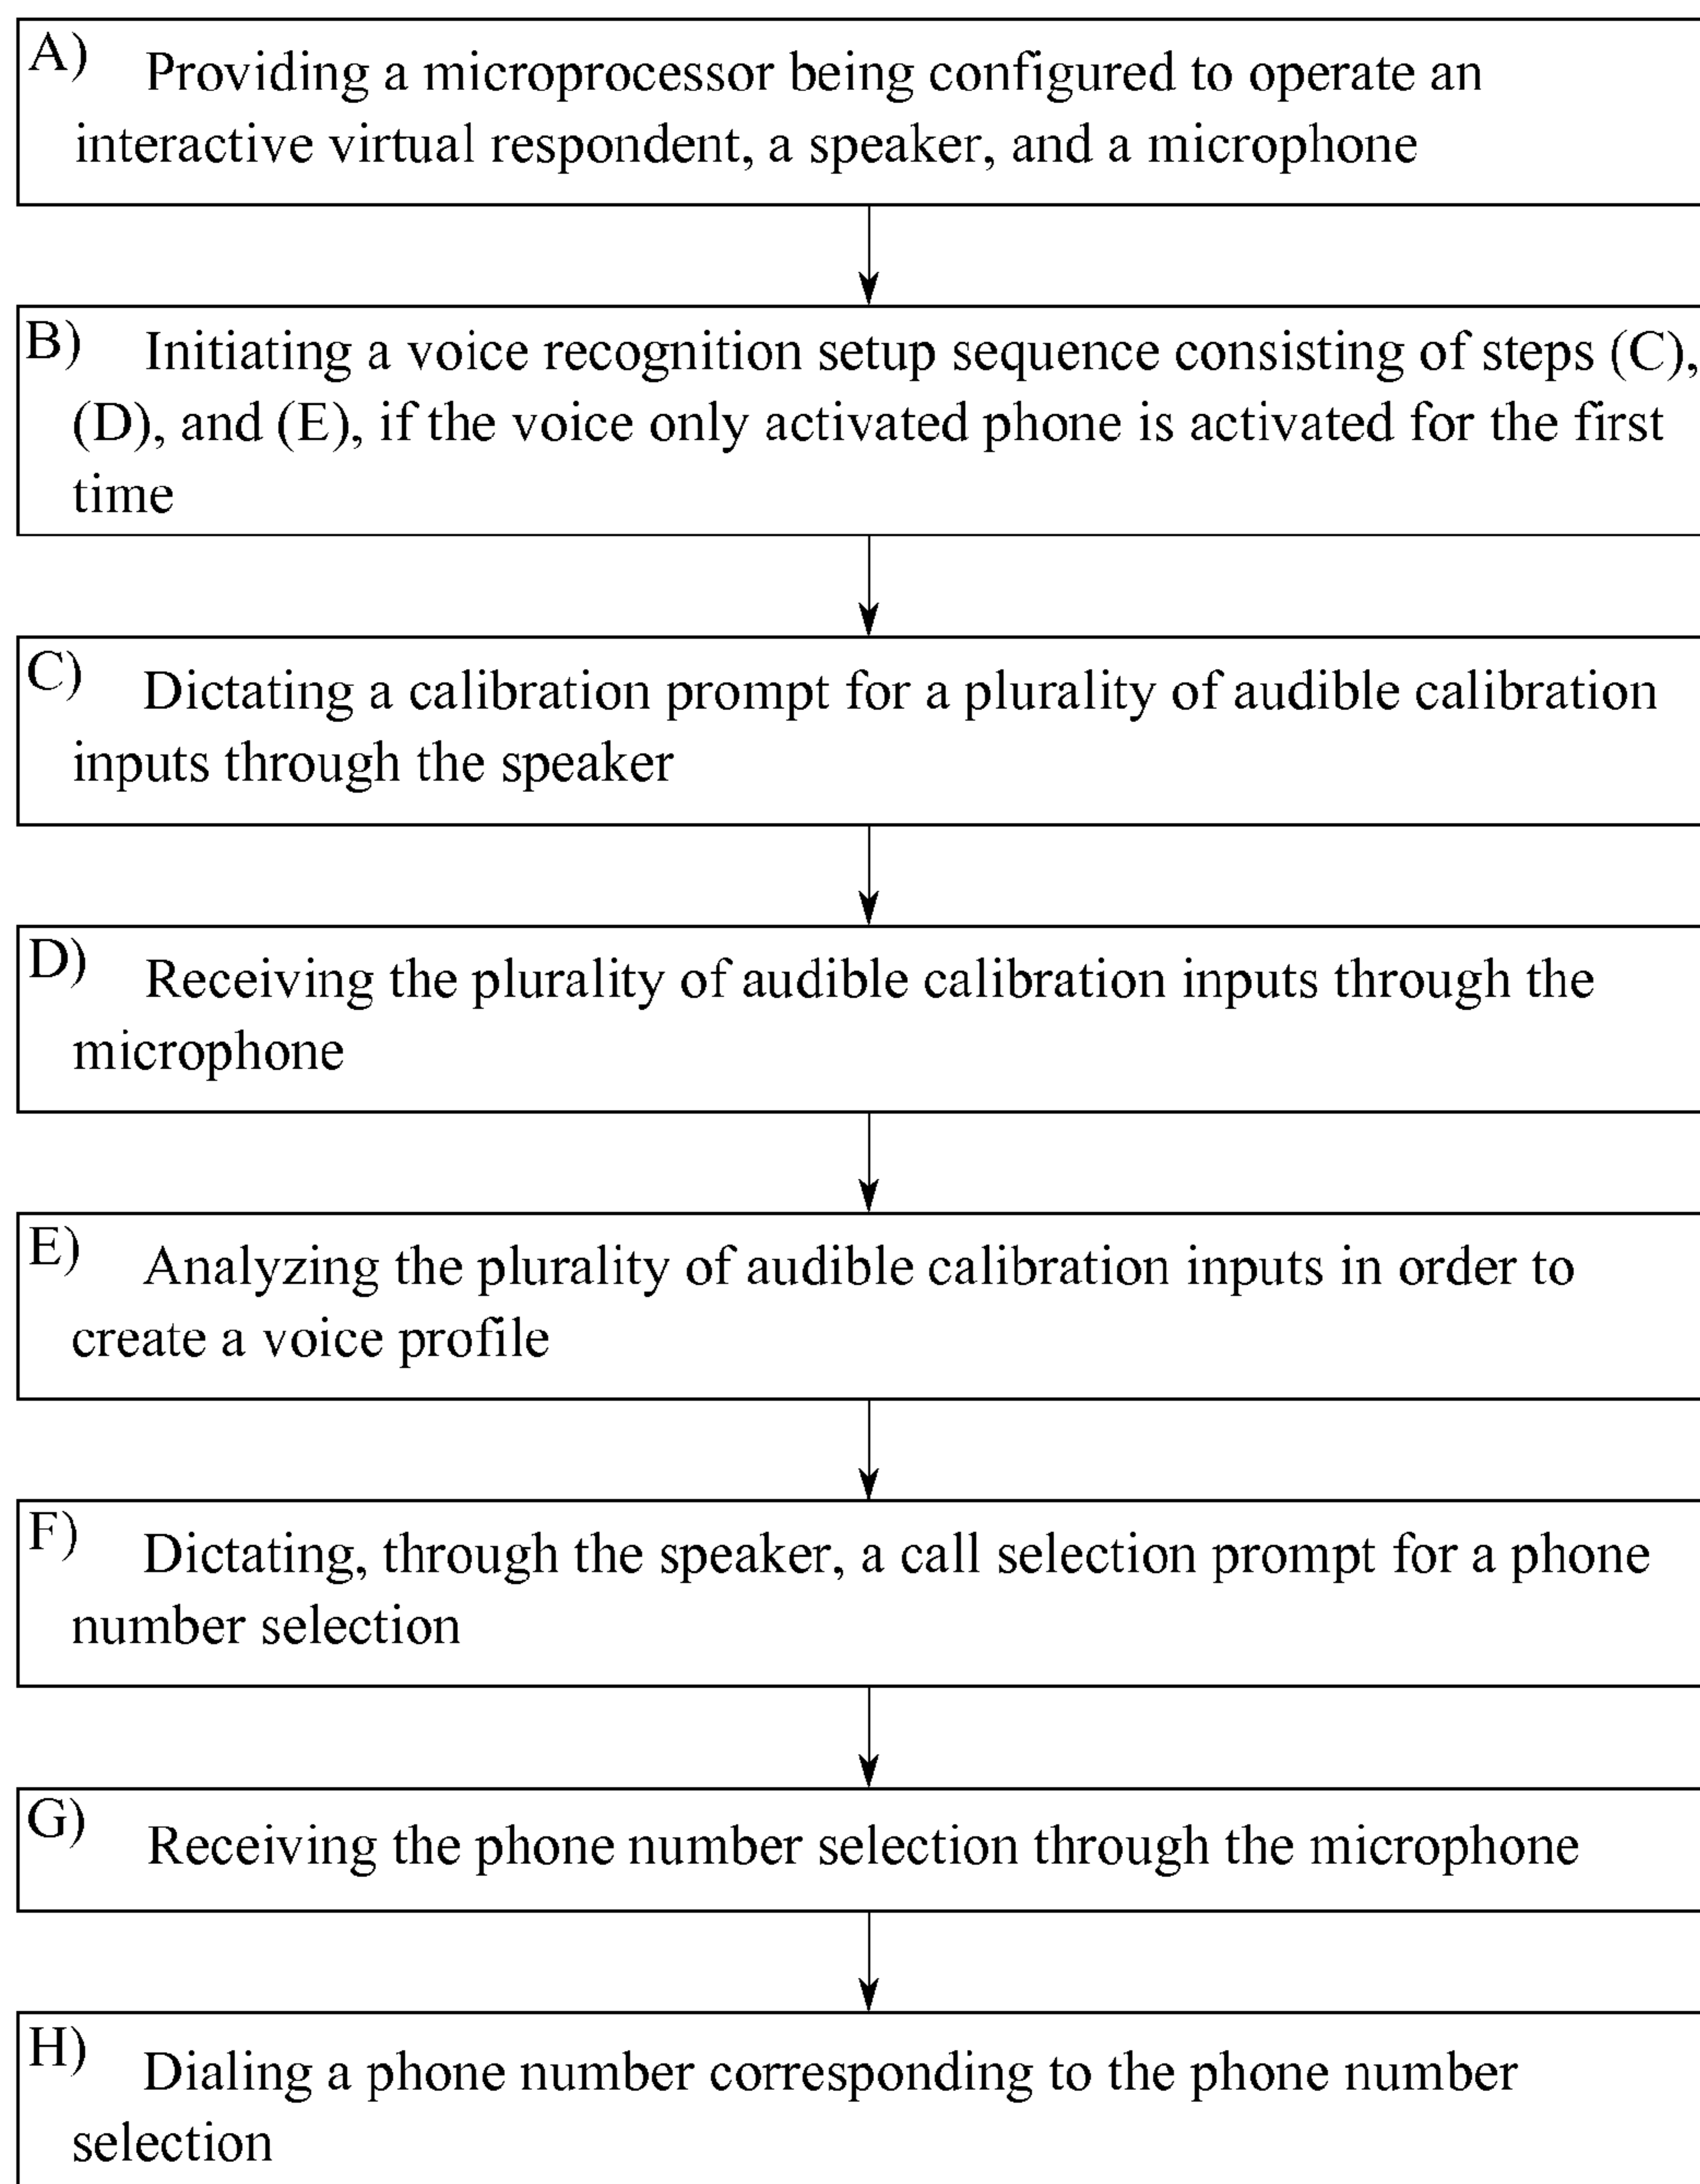 A) Providing a microprocessor being configured to operate an
interactive virtual respondent, a speaker, and a microphone
B) Initiating a voice recognition setup sequence consisting of steps (C),
(D), and (E), if the voice only activated phone is activated for the first
time
C) Dictating a calibration prompt for a plurality of audible calibration
inputs through the speaker
D) Receiving the plurality of audible calibration inputs through the
microphone
E) Analyzing the plurality of audible calibration inputs in order to
create a voice profile
F) Dictating, through the speaker, a call selection prompt for a phone
number selection
G) Receiving the phone number selection through the microphone
H) Dialing a phone number corresponding to the phone number
selection